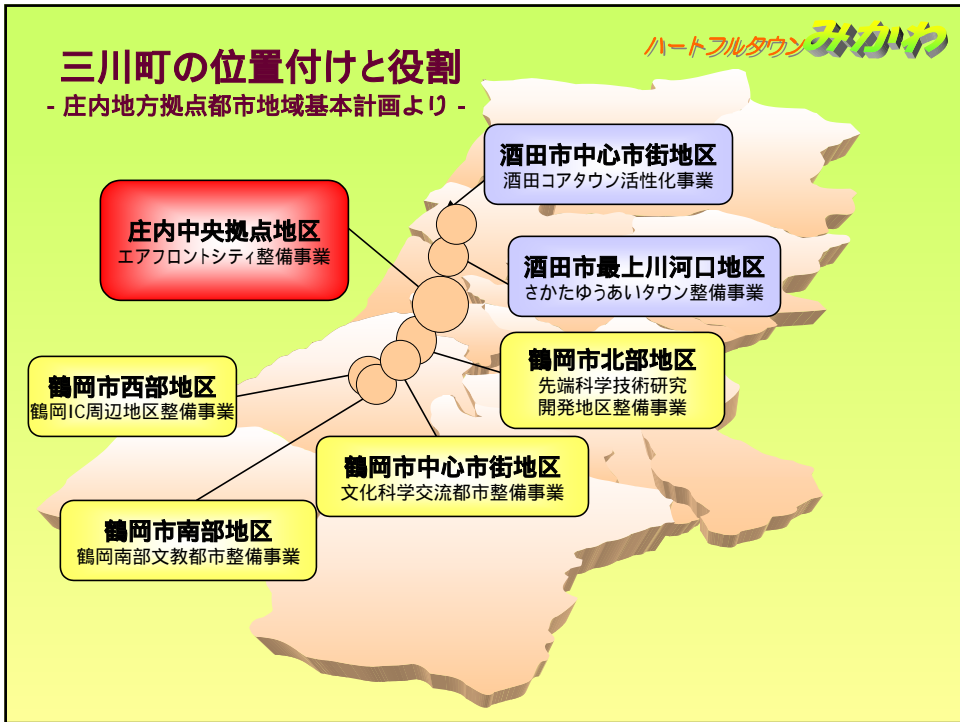 三川町の位置付けと役割
- 庄内地方拠点都市地域基本計画より -
ハートフルタウンみかわ
酒田市中心市街地区
酒田コアタウン活性化事業
庄内中央拠点地区
エアフロントシティ整備事業
酒田市最上川河口地区
さかたゆうあいタウン整備事業
鶴岡市北部地区
先端科学技術研究
開発地区整備事業
鶴岡市西部地区
鶴岡IC周辺地区整備事業
鶴岡市中心市街地区
文化科学交流都市整備事業
鶴岡市南部地区
鶴岡南部文教都市整備事業